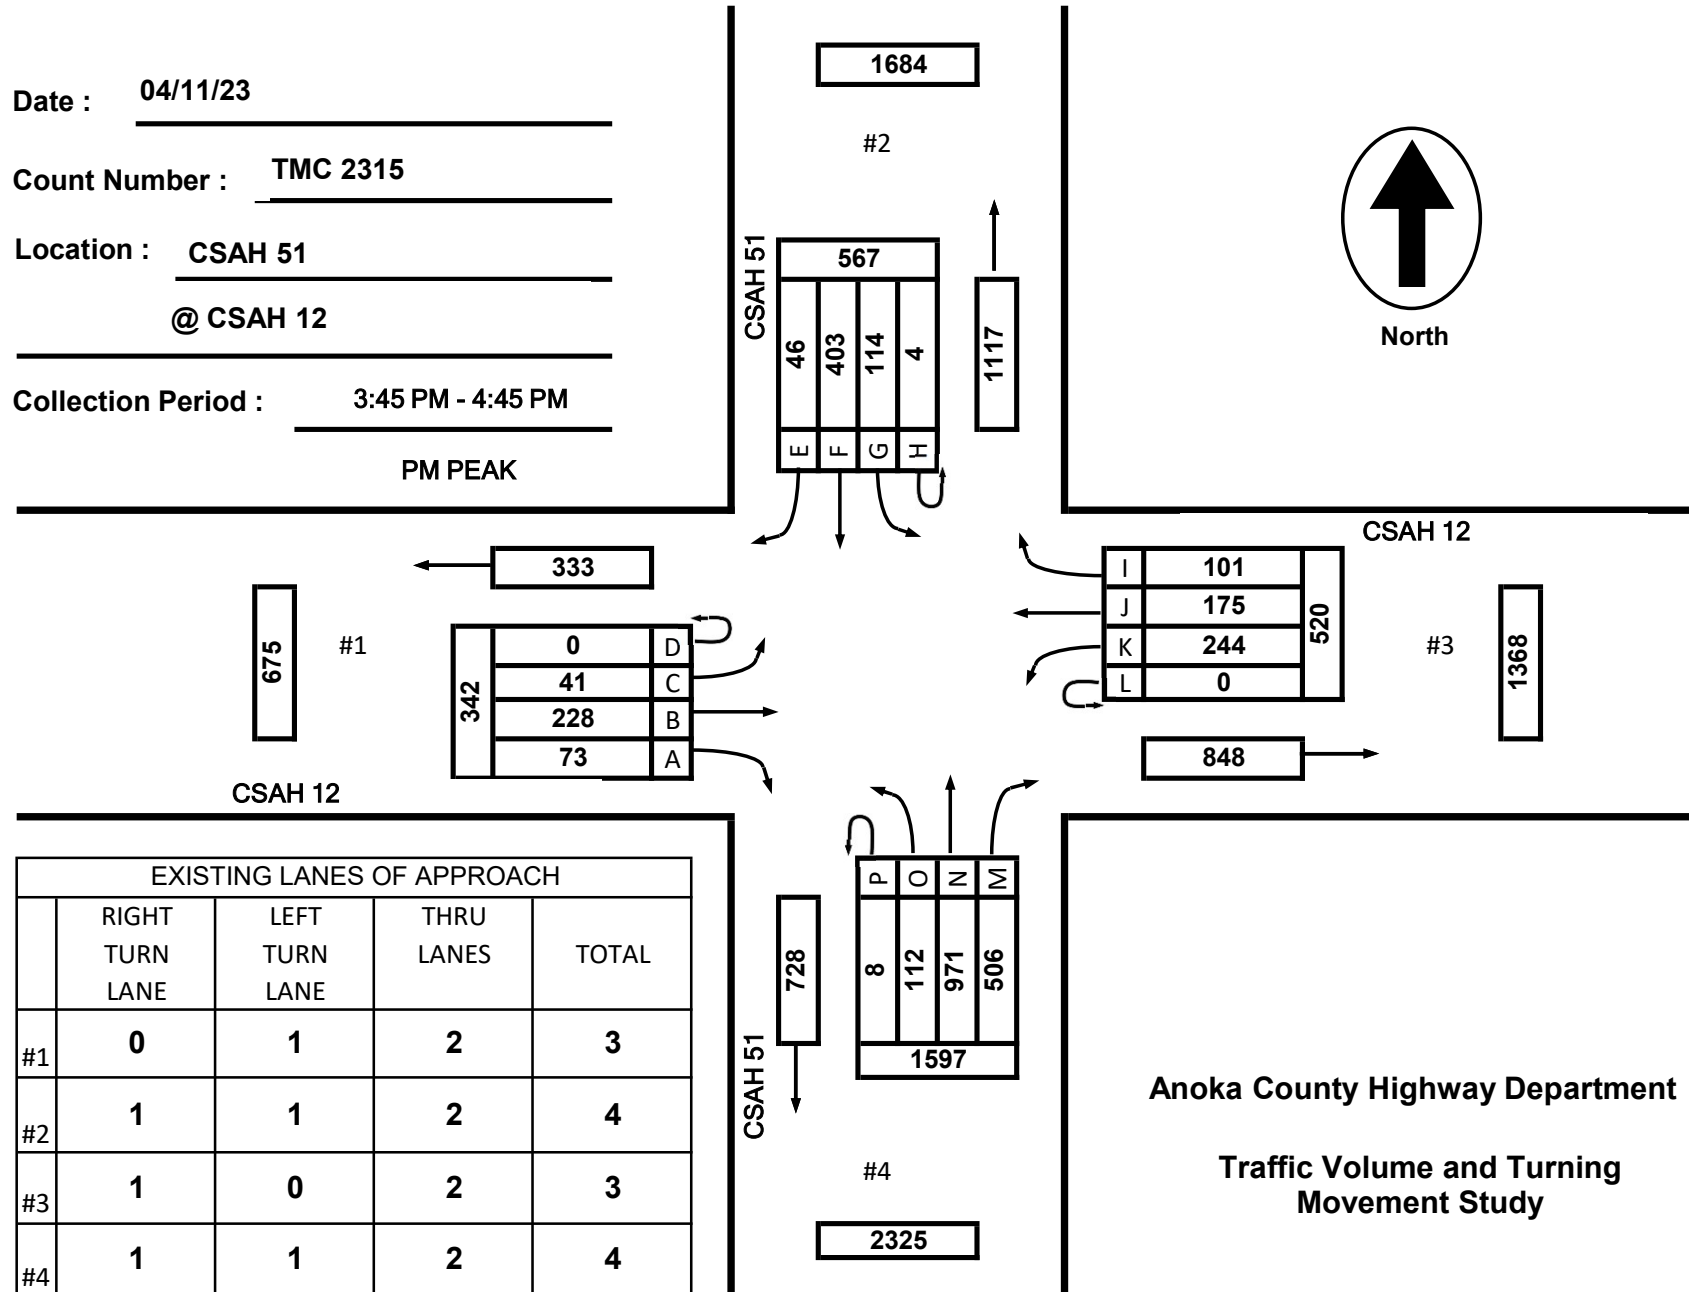 Date : 04/11/23
Count Number : TMC 2315
Location : CSAH 51
@ CSAH 12
Collection Period : 3:45 PM - 4:45 PM
PM PEAK
1684
#2
CSAH 51
567
46 403 114 4
E F G H
1117
North
CSAH 12
333
675
#1
342
0 D
41 C
228 B
73 A
CSAH 12
I 101
J 175
K 244
L 0
520
#3
1368
848
P O N M
8 112 971 506
1597
728
CSAH 51
#4
2325
EXISTING LANES OF APPROACH
RIGHT LEFT THRU
TURN TURN LANES TOTAL
LANE LANE
#1 0 1 2 3
#2 1 1 2 4
#3 1 0 2 3
#4 1 1 2 4
Anoka County Highway Department
Traffic Volume and Turning
Movement Study